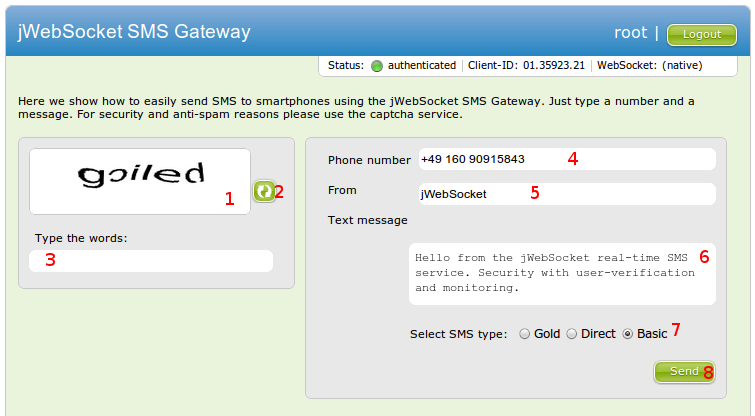 jWebSocket SMS Gateway
root | Logout
Status: authenticated | Client-ID: 01.35923.21 | WebSocket: (native)
Here we show how to easily send SMS to smartphones using the jWebSocket SMS Gateway. Just type a number and a
message. For security and anti-spam reasons please use the captcha service.
1
2
Type the words:
3
Phone number +49 160 90915843 4
From jWebSocket 5
Text message
Hello from the jWebSocket real-time SMS 6
service. Security with user-verification
and monitoring.
Select SMS type: Gold Direct Basic 7
Send 8